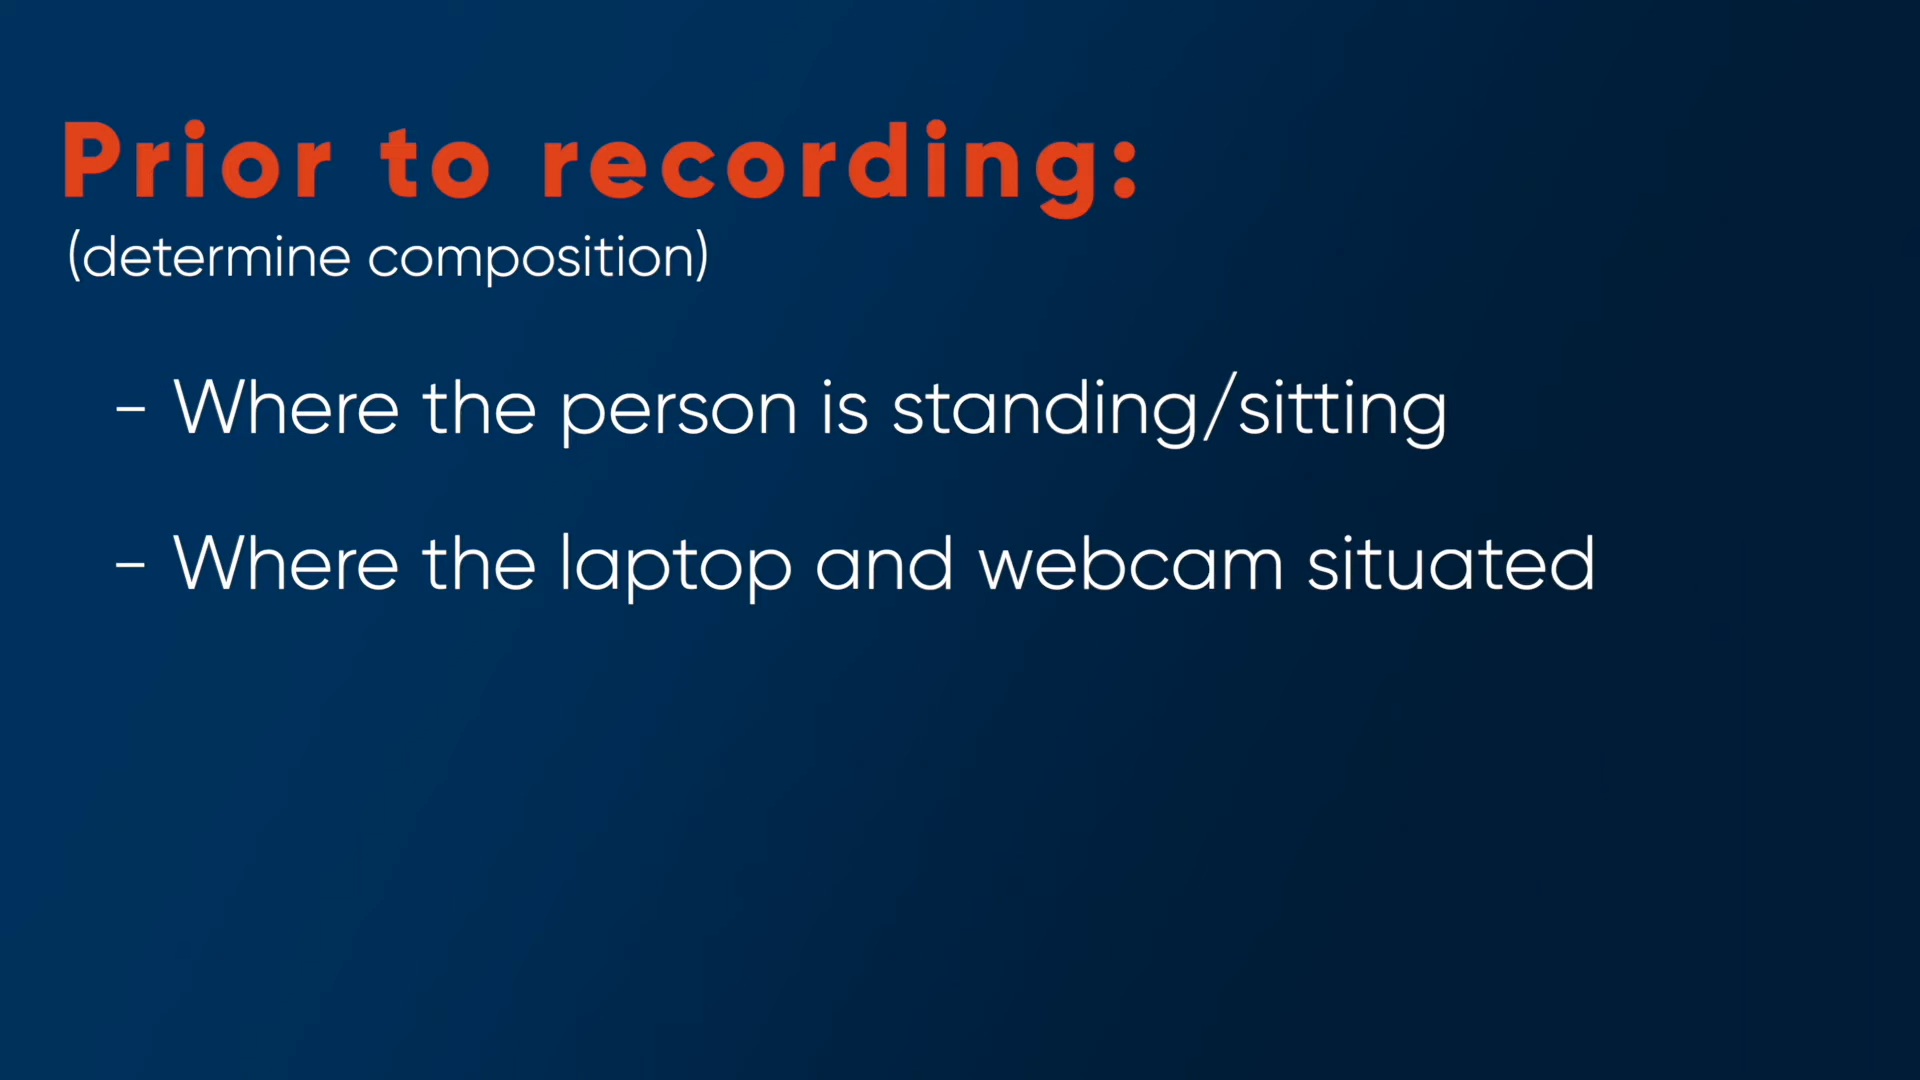 Prior to recording:
(determine composition)
- Where the person is standing/sitting
- Where the laptop and webcam situated